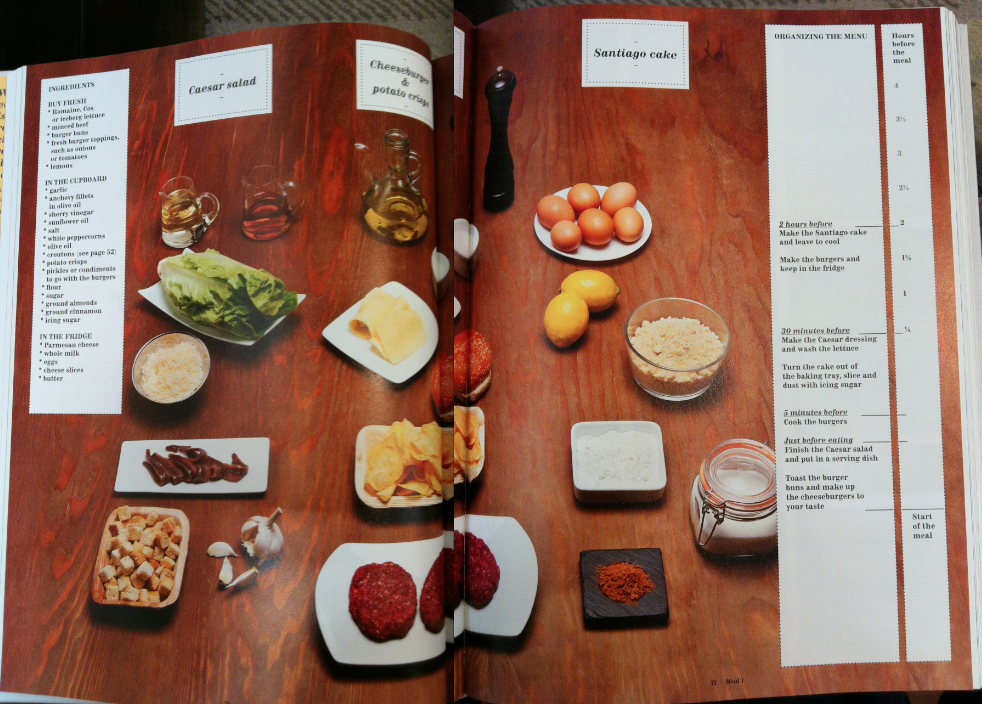 INGREDIENTS
BUY FRESH
* Romaine, Cos
or iceberg lettuce
* minced beef
* burger buns
* fresh burger toppings,
such as onions
or tomatoes
* lemons
IN THE CUPBOARD
* garlic
* anchovy fillets
in olive oil
* sherry vinegar
* sunflower oil
* salt
* white peppercorns
* olive oil
* croutons (see page 52)
* potato crisps
* pickles or condiments
to go with the burgers
* flour
* sugar
* ground almonds
* ground cinnamon
* icing sugar
IN THE FRIDGE
* Parmesan cheese
* whole milk
* eggs
* cheese slices
* butter
Caesar salad
Cheeseburger
&
potato crisps
Santiago cake
ORGANIZING THE MENU
2 hours before
Make the Santiago cake
and leave to cool
Make the burgers and
keep in the fridge
30 minutes before
Make the Caesar dressing
and wash the lettuce
Turn the cake out of
the baking tray, slice and
dust with icing sugar
5 minutes before
Cook the burgers
Just before eating
Finish the Caesar salad
and put in a serving dish
Toast the burger
buns and make up
the cheeseburgers to
your taste
Hours
before
the
meal
4
3½
3
2½
2
1½
1
½
Start
of the
meal
71 - Meal 1